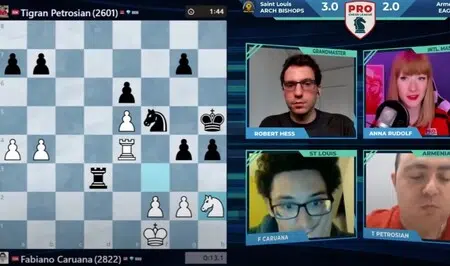 Tigran Petrosian (2601)
1:44
Fabiano Caruana (2822)
0:13.1
Saint Louis
ARCH BISHOPS
3.0
PRO
2.0
GRANDMASTER
ROBERT HESS
ANNA RUDOLF
ST LOUIS
ARMENIA
F CARUANA
T PETROSIAN